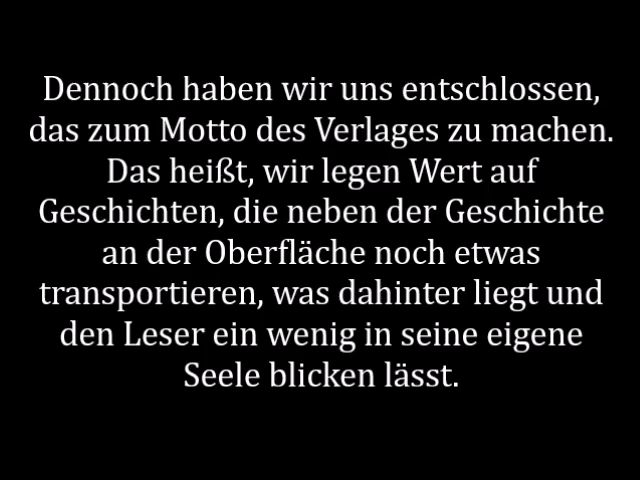 Dennoch haben wir uns entschlossen,
das zum Motto des Verlages zu machen.
Das heißt, wir legen Wert auf
Geschichten, die neben der Geschichte
an der Oberfläche noch etwas
transportieren, was dahinter liegt und
den Leser ein wenig in seine eigene
Seele blicken lässt.